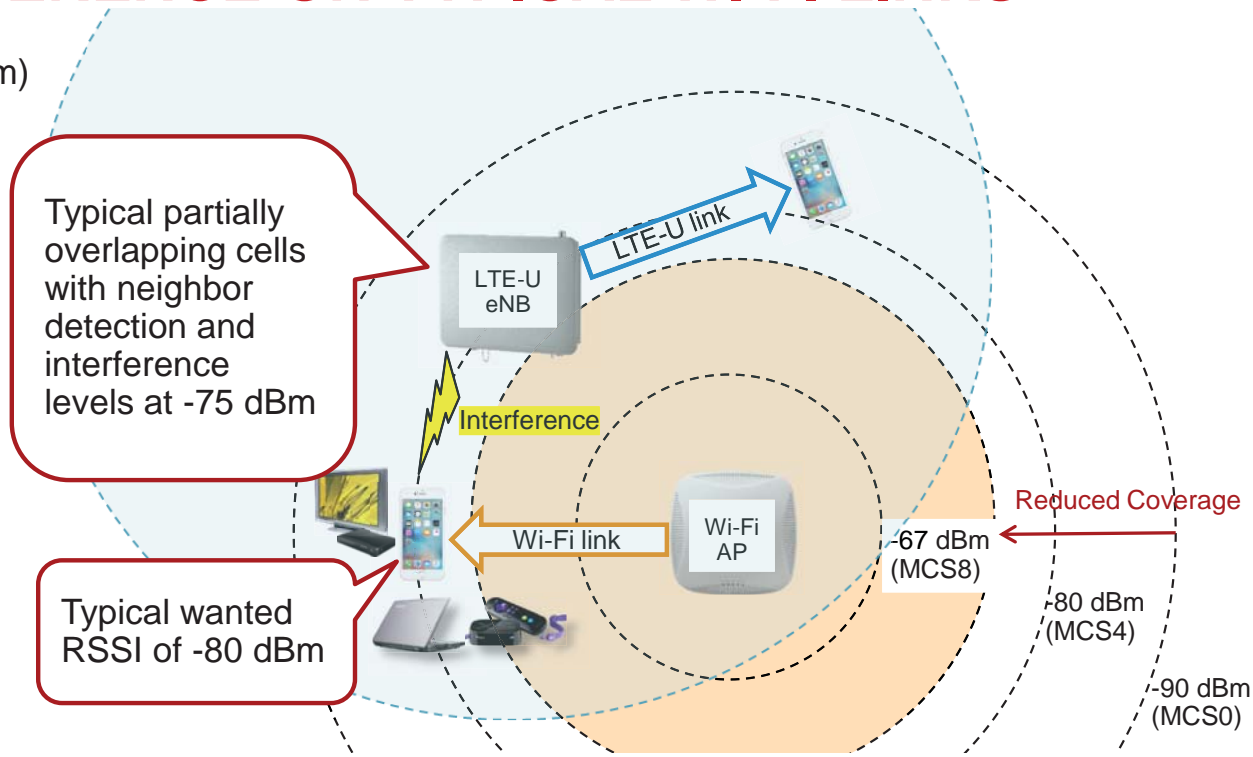 m)
Typical partially
overlapping cells
with neighbor
detection and
interference
levels at -75 dBm
LTE-U
eNB
LTE-U link
Interference
Wi-Fi link
Wi-Fi
AP
Reduced Coverage
-67 dBm
(MCS8)
Typical wanted
RSSI of -80 dBm
-80 dBm
(MCS4)
-90 dBm
(MCS0)